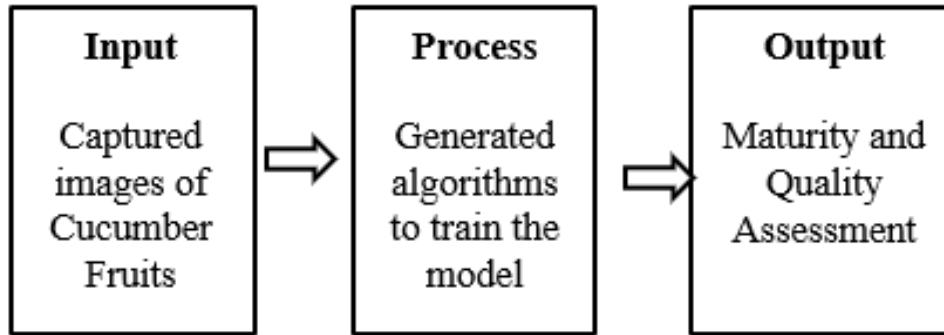 Input
Captured
images of
Cucumber
Fruits
Process
Generated
algorithms
to train the
model
Output
Maturity and
Quality
Assessment